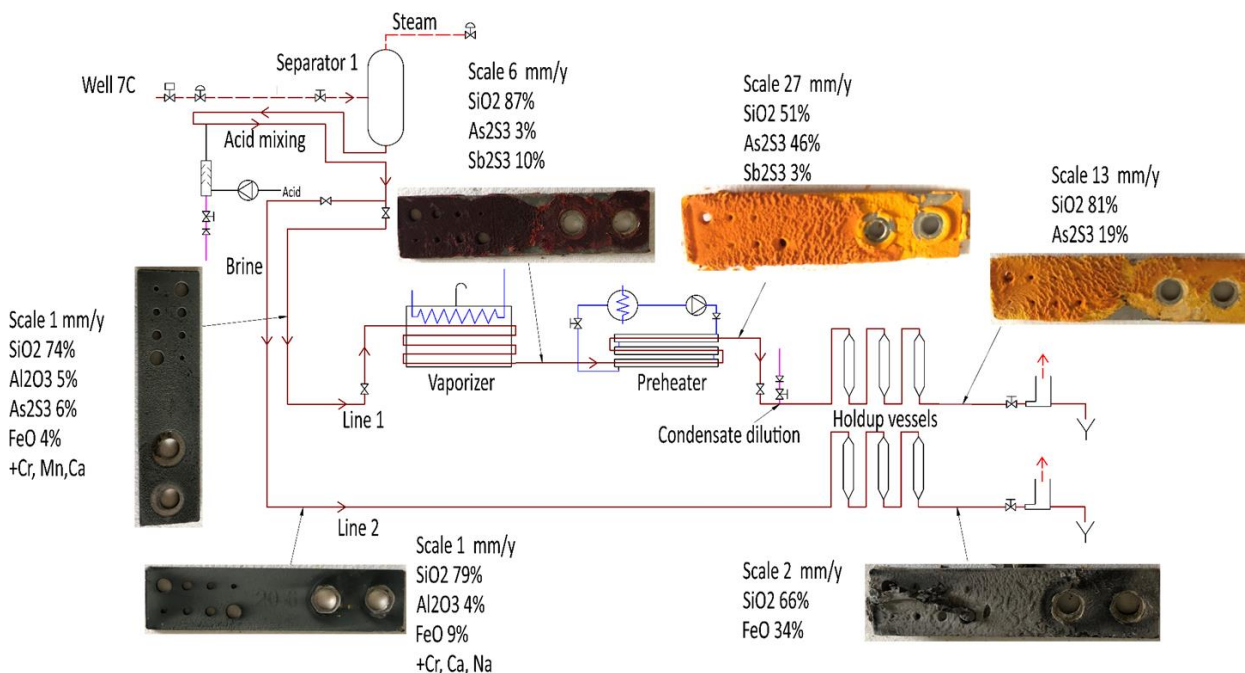 Steam
Separator 1
Well 7C
Acid mixing
Acid
Brine
Scale 6 mm/y
SiO2 87%
As2S3 3%
Sb2S3 10%
Scale 27 mm/y
SiO2 51%
As2S3 46%
Sb2S3 3%
Scale 13 mm/y
SiO2 81%
As2S3 19%
Scale 1 mm/y
SiO2 74%
Al2O3 5%
As2S3 6%
FeO 4%
+Cr, Mn,Ca
Vaporizer
Preheater
Line 1
Condensate dilution
Holdup vessels
Line 2
Scale 1 mm/y
SiO2 79%
Al2O3 4%
FeO 9%
+Cr, Ca, Na
Scale 2 mm/y
SiO2 66%
FeO 34%